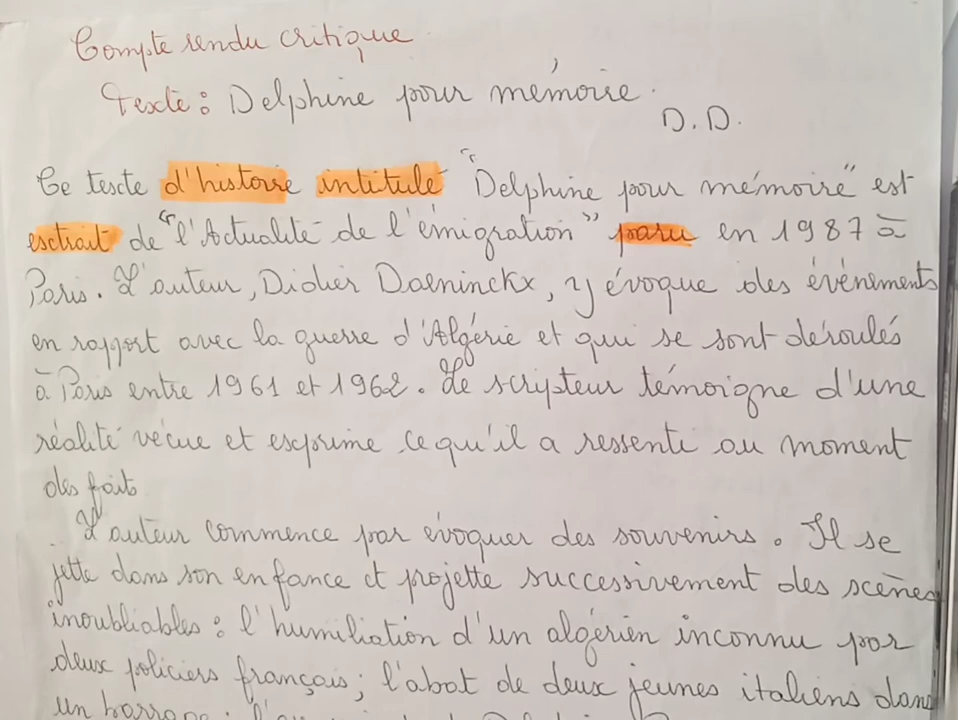 Compte rendu critique
Texte : Delphine pour mémoire.
D.D.
Ce texte d'histoire intitulé "Delphine pour mémoire" est
extrait de "l'Actualité de l'émigration" paru en 1987 à
Paris. L'auteur, Didier Daeninckx, y évoque des événements
en rapport avec la guerre d'Algérie et qui se sont déroulés
à Paris entre 1961 et 1962. Le scripteur témoigne d'une
réalité vécue et exprime ce qu'il a ressenti au moment
des faits
L'auteur commence par évoquer des souvenirs. Il se
jette dans son enfance et projette successivement des scènes
inoubliables : l'humiliation d'un algérien inconnu par
deux policiers français ; l'abat de deux jeunes italiens dans
un barrage